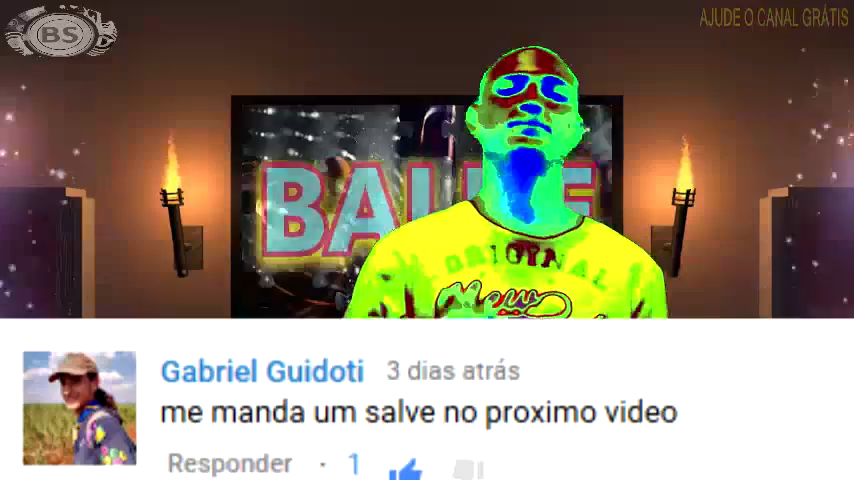 BS
AJUDE O CANAL GRÁTIS
ORIGINAL
New
Gabriel Guidoti 3 dias atrás
me manda um salve no proximo video
Responder · 1